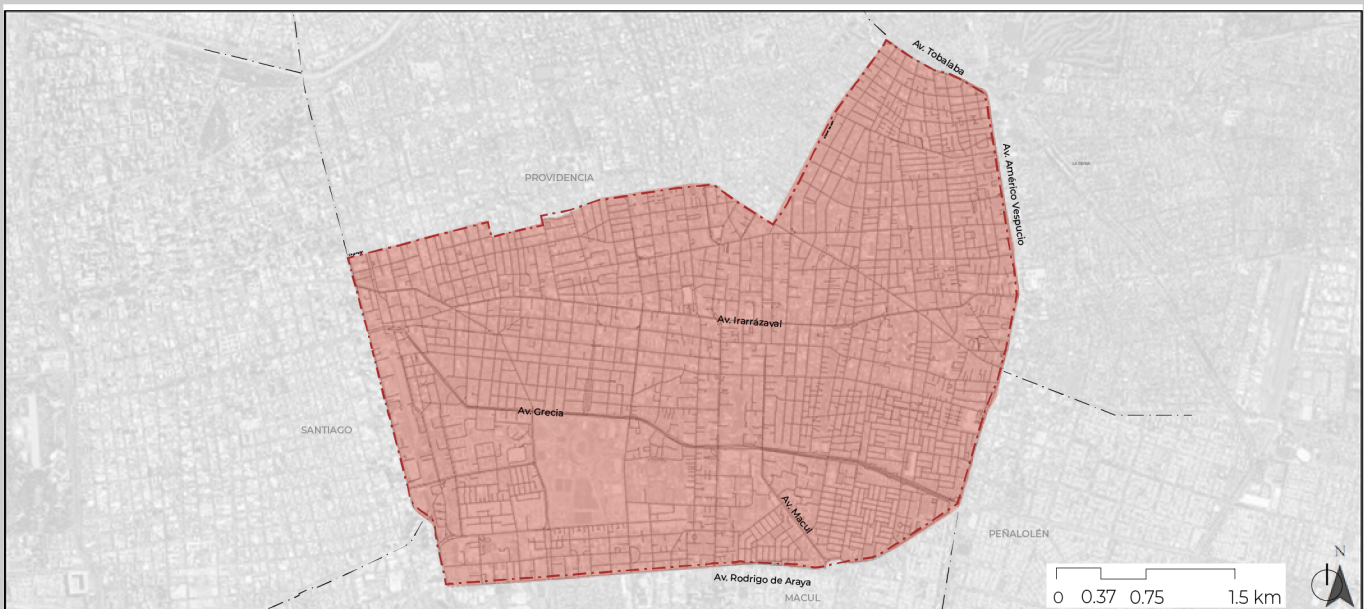 Av. Tobalaba
PROVIDENCIA
Av. Américo Vespucio
Av. Irarrázaval
Av. Grecia
SANTIAGO
Av. Macul
PEÑALOLÉN
Av. Rodrigo de Araya
MACUL
N
0 0.37 0.75 1.5 km